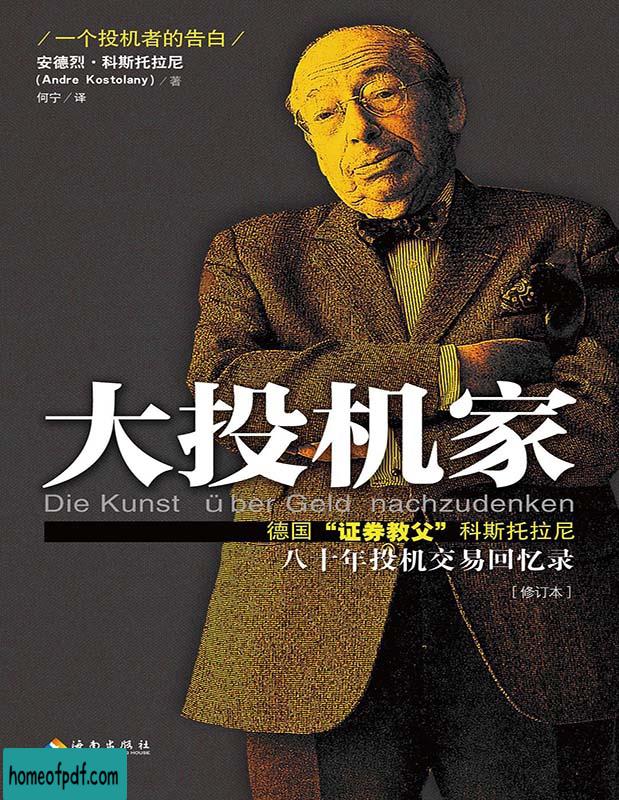 /一个投机者的告白/
安德烈·科斯托拉尼
(Andre Kostolany)/著
何宁/译
大投机家
Die Kunst ü ber Geld nachzudenken
德国“证券教父”科斯托拉尼
八十年投机交易回忆录
[修订本]
海南出版社
HOUSE
homeofpdf.com